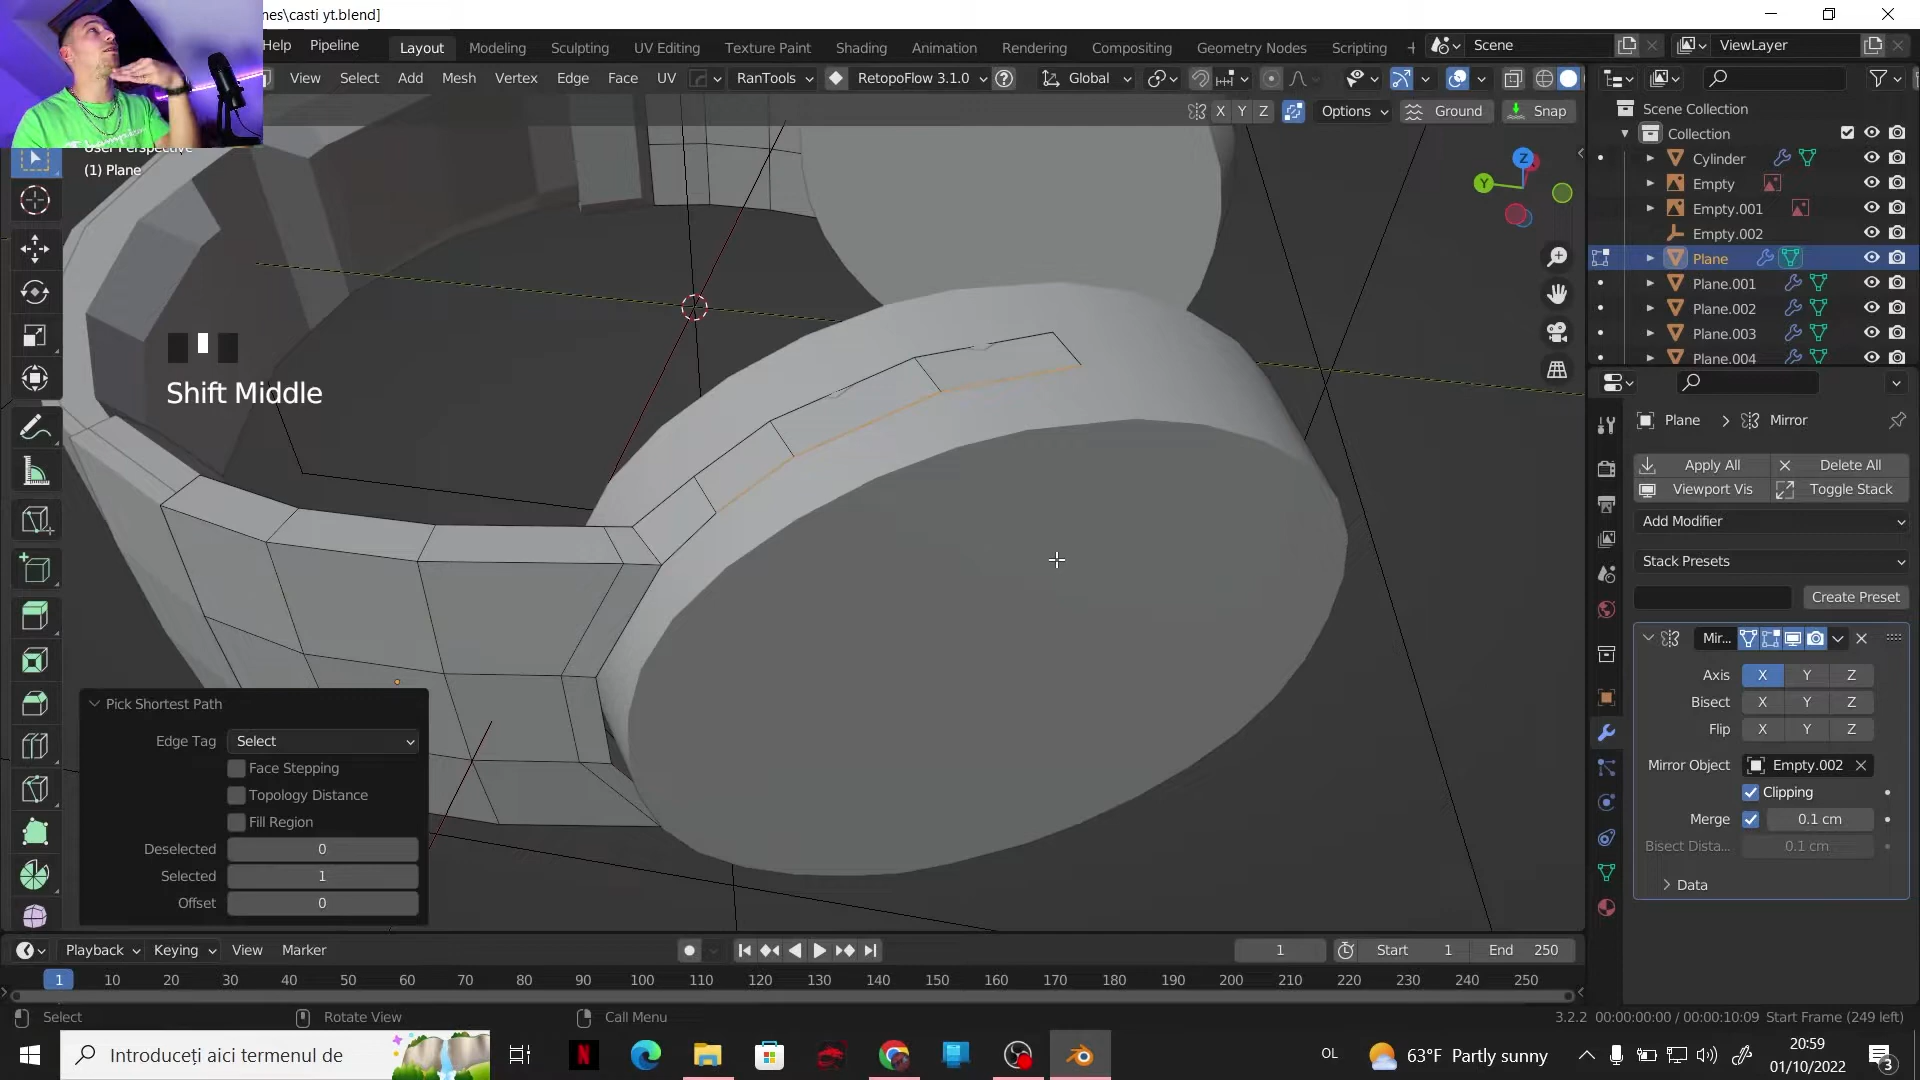 nes\casti yt.blend]
Help Pipeline Layout Modeling Sculpting UV Editing Texture Paint Shading Animation Rendering Compositing Geometry Nodes Scripting + Scene ViewLayer
View Select Add Mesh Vertex Edge Face UV RanTools RetopoFlow 3.1.0 Global
X Y Z Options Ground Snap
(1) Plane
Shift Middle
Z
Y
Scene Collection
Collection
Cylinder
Empty
Empty.001
Empty.002
Plane
Plane.001
Plane.002
Plane.003
Plane.004
Plane > Mirror
Apply All Delete All
Viewport Vis Toggle Stack
Add Modifier
Stack Presets
Create Preset
Mir...
Axis X Y Z
Bisect X Y Z
Flip X Y Z
Mirror Object Empty.002
Clipping
Merge 0.1 cm
Bisect Dista... 0.1 cm
Data
Pick Shortest Path
Edge Tag Select
Face Stepping
Topology Distance
Fill Region
Deselected 0
Selected 1
Offset 0
Playback Keying View Marker 1 Start 1 End 250
1 10 20 30 40 50 60 70 80 90 100 110 120 130 140 150 160 170 180 190 200 210 220 230 240 250
Select Rotate View Call Menu 3.2.2 00:00:00:00 / 00:00:10:09 Start Frame (249 left)
Introduceți aici termenul de OL 63°F Partly sunny 20:59
01/10/2022 3